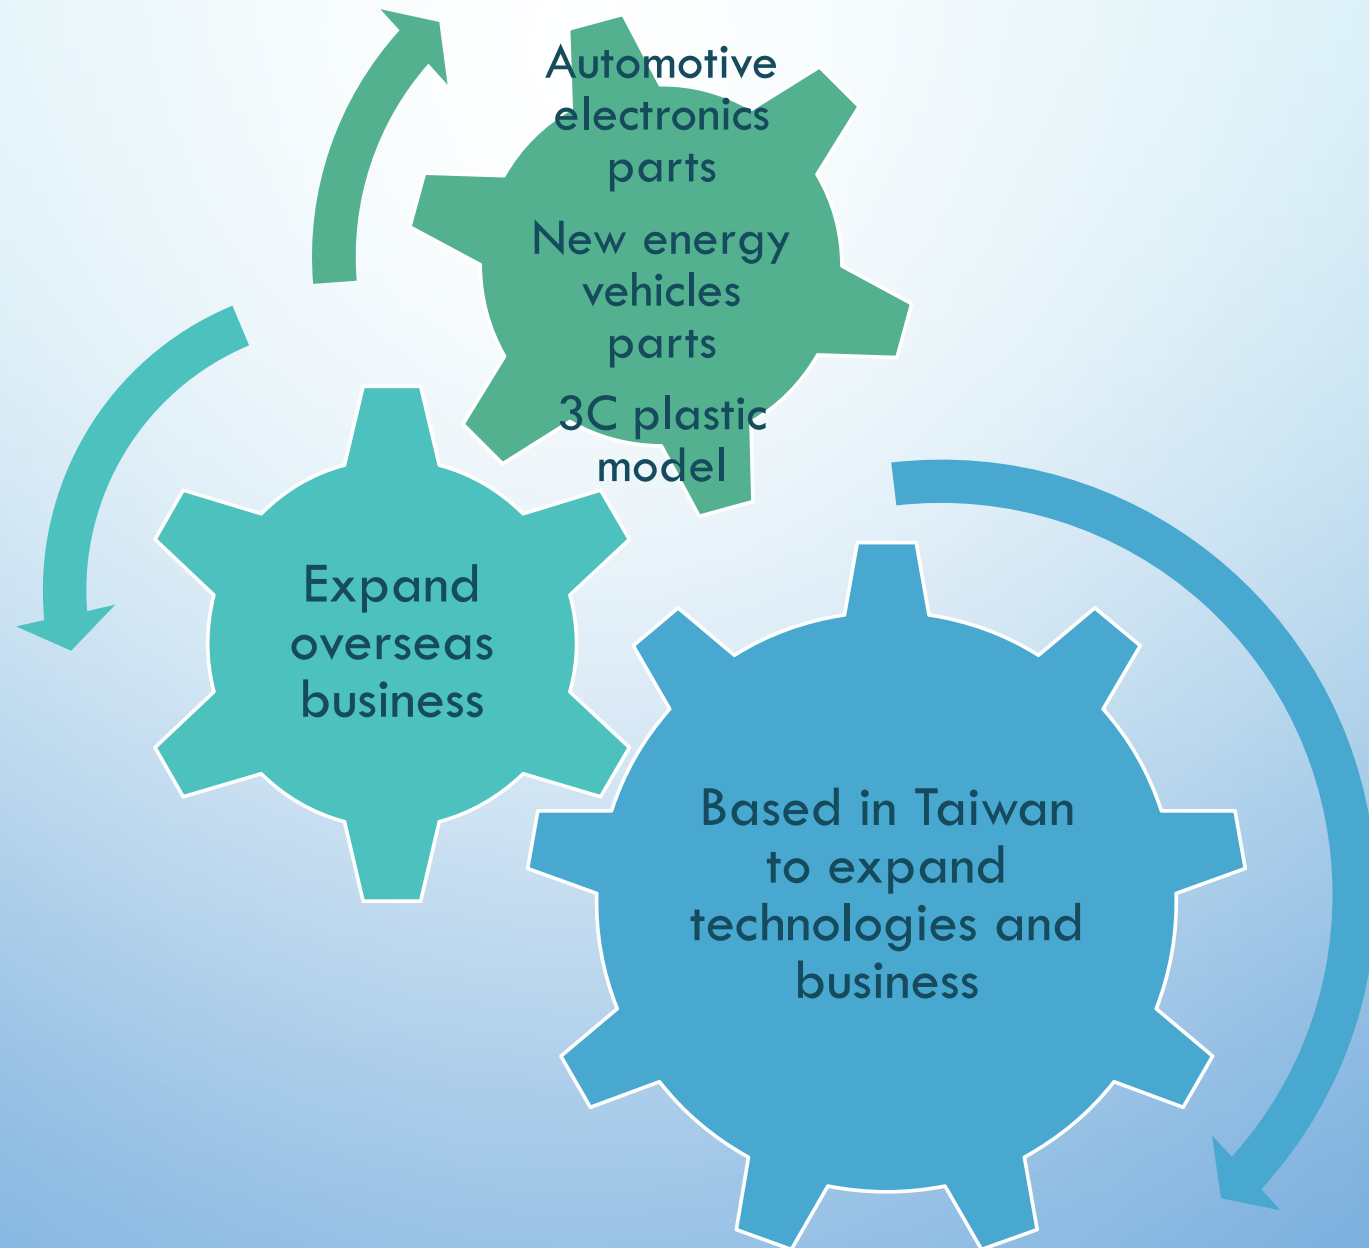 Automotive
electronics
parts
New energy
vehicles
parts
3C plastic
model
Expand
overseas
business
Based in Taiwan
to expand
technologies and
business